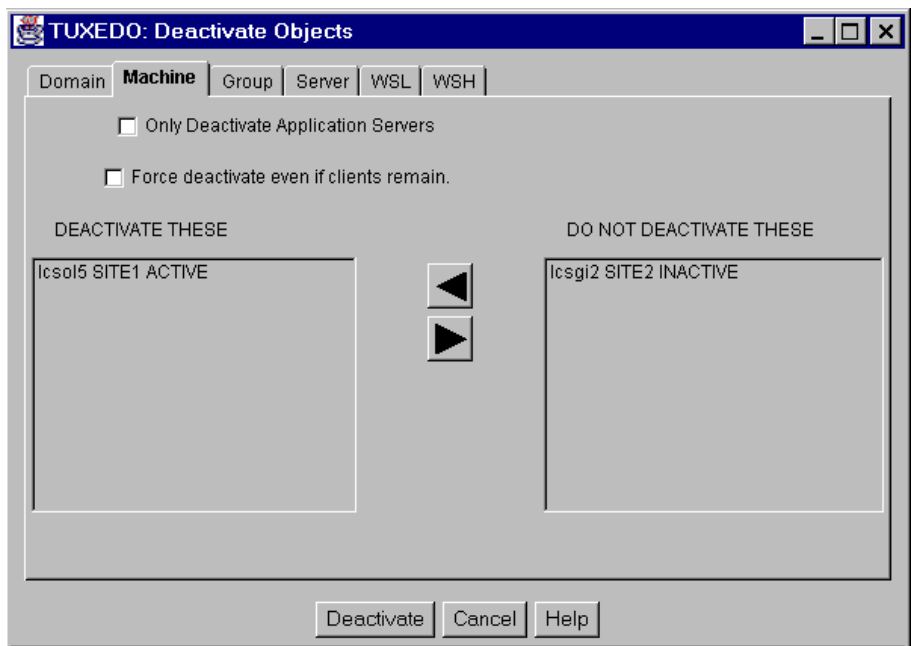 TUXEDO: Deactivate Objects
Domain Machine Group Server WSL WSH
Only Deactivate Application Servers
Force deactivate even if clients remain.
DEACTIVATE THESE DO NOT DEACTIVATE THESE
lcsol5 SITE1 ACTIVE lcsgi2 SITE2 INACTIVE
Deactivate Cancel Help